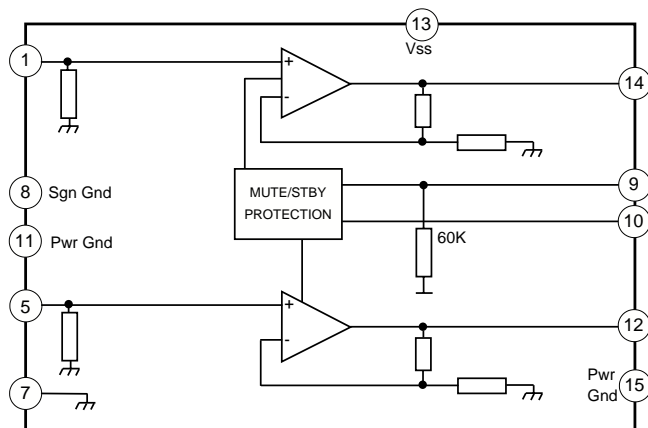 13
Vss
1
+
-
14
8 Sgn Gnd
MUTE/STBY
PROTECTION
9
10
11 Pwr Gnd
60K
5
+
-
12
7
Pwr
Gnd
15